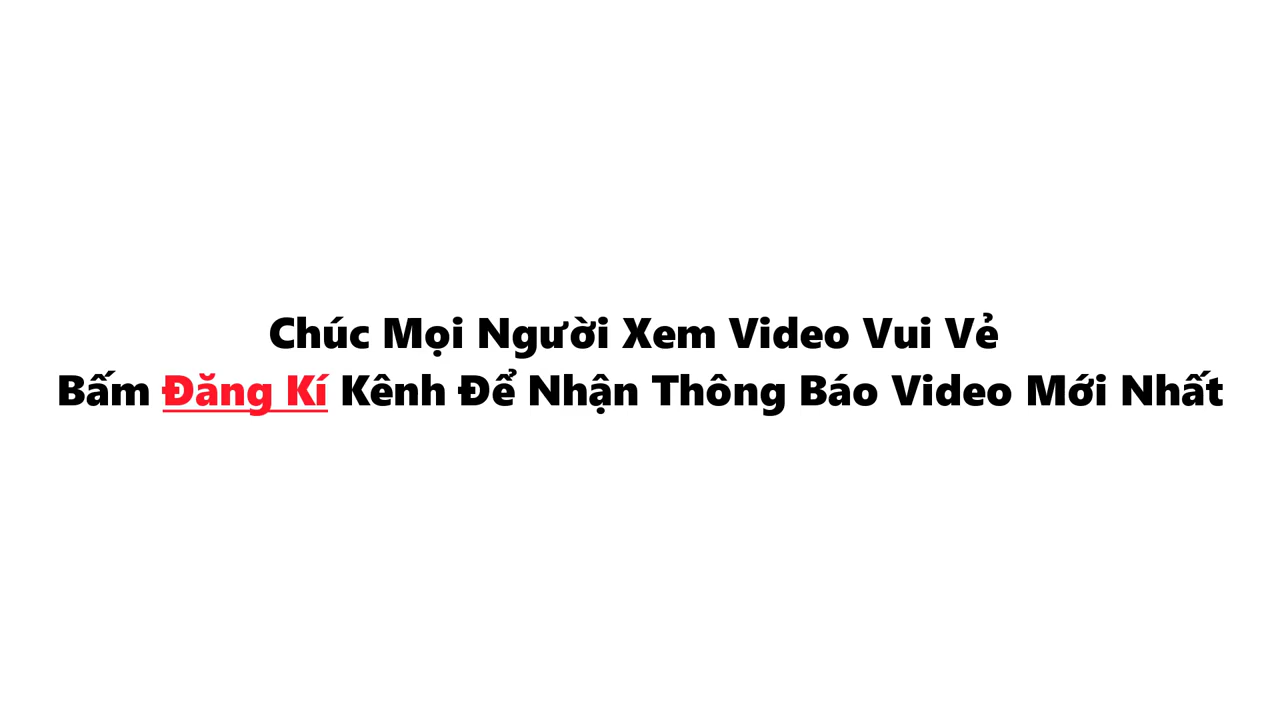 Chúc Mọi Người Xem Video Vui Vẻ
Bấm Đăng Kí Kênh Để Nhận Thông Báo Video Mới Nhất